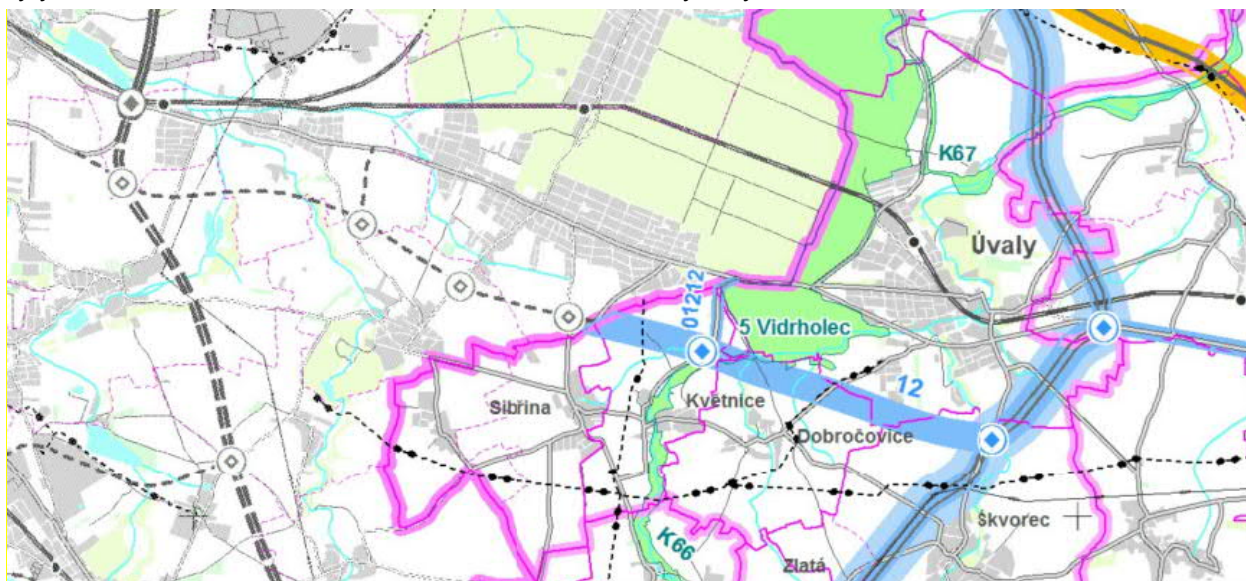 K67
Úvaly
01212
5 Vidrholec
12
Sibřina
Květnice
Dobročovice
Škvorec
K66
Zlatá